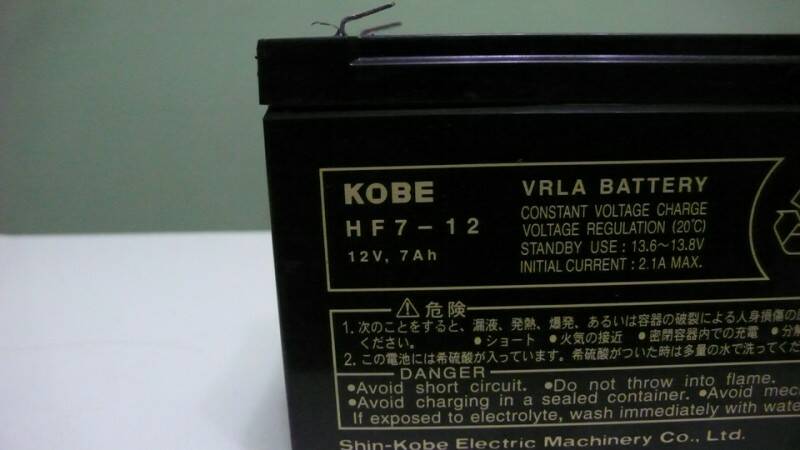 KOBE
HF7-12
12V, 7Ah
VRLA BATTERY
CONSTANT VOLTAGE CHARGE
VOLTAGE REGULATION (20℃)
STANDBY USE : 13.6~13.8V
INITIAL CURRENT : 2.1A MAX.
危険
1. 次のことをすると、漏液、発熱、爆発、あるいは容器の破裂による人身損傷の
ください。 ●ショート ●火気の接近 ●密閉容器内での充電 ●分解
2. この電池には希硫酸が入っています。希硫酸がついた時は多量の水で洗ってくだ
DANGER
●Avoid short circuit. ●Do not throw into flame.
●Avoid charging in a sealed container. ●Avoid mec
If exposed to electrolyte, wash immediately with wate
Shin-Kobe Electric Machinery Co., Ltd.